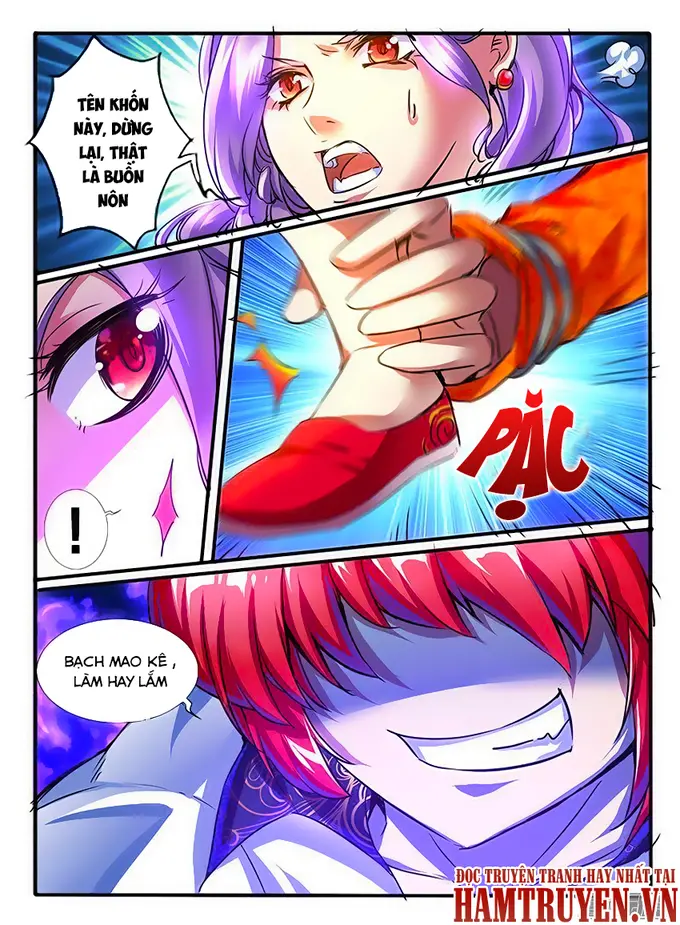 TÊN KHỐN
NÀY, DỪNG
LẠI, THẬT
LÀ BUỒN
NÔN
PẶC
!
BẠCH MAO KÊ ,
LÀM HAY LẮM
ĐỌC TRUYỆN TRANH HAY NHẤT TẠI
HAMTRUYEN.VN